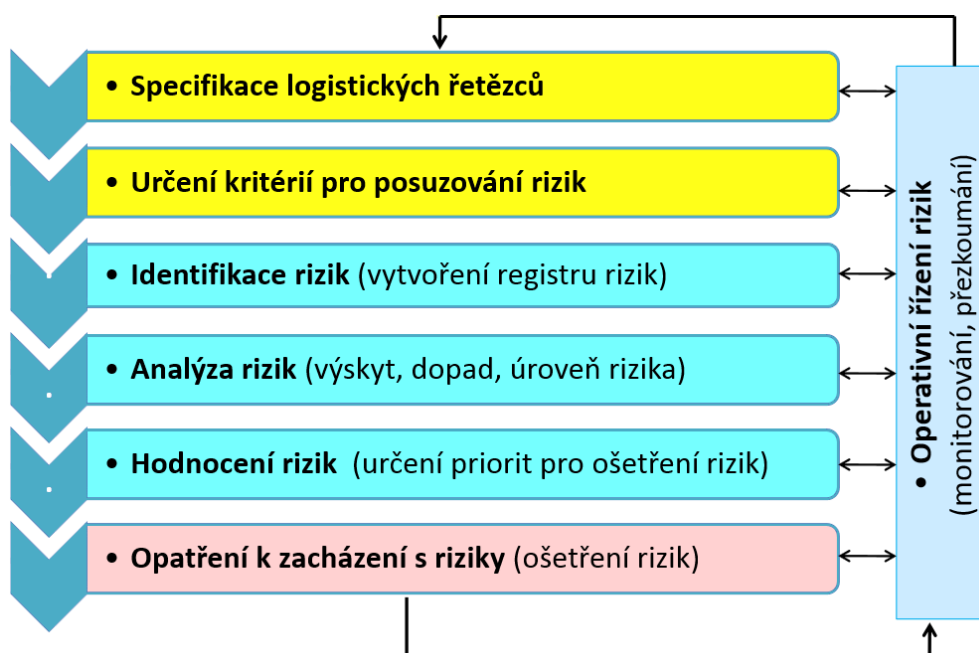 • Specifikace logistických řetězců
• Určení kritérií pro posuzování rizik
• Identifikace rizik (vytvoření registru rizik)
• Analýza rizik (výskyt, dopad, úroveň rizika)
• Hodnocení rizik (určení priorit pro ošetření rizik)
• Opatření k zacházení s riziky (ošetření rizik)
• Operativní řízení rizik
(monitorování, přezkoumání)